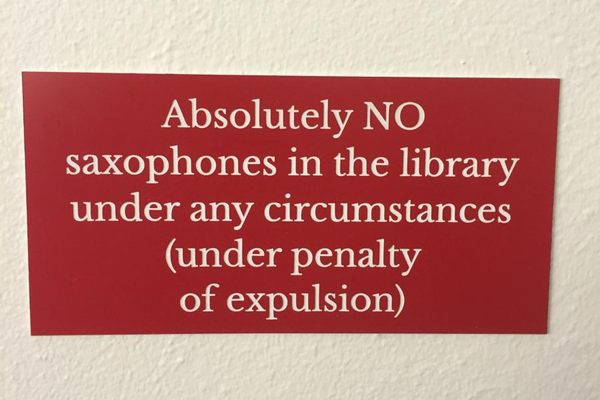 Absolutely NO
saxophones in the library
under any circumstances
(under penalty
of expulsion)